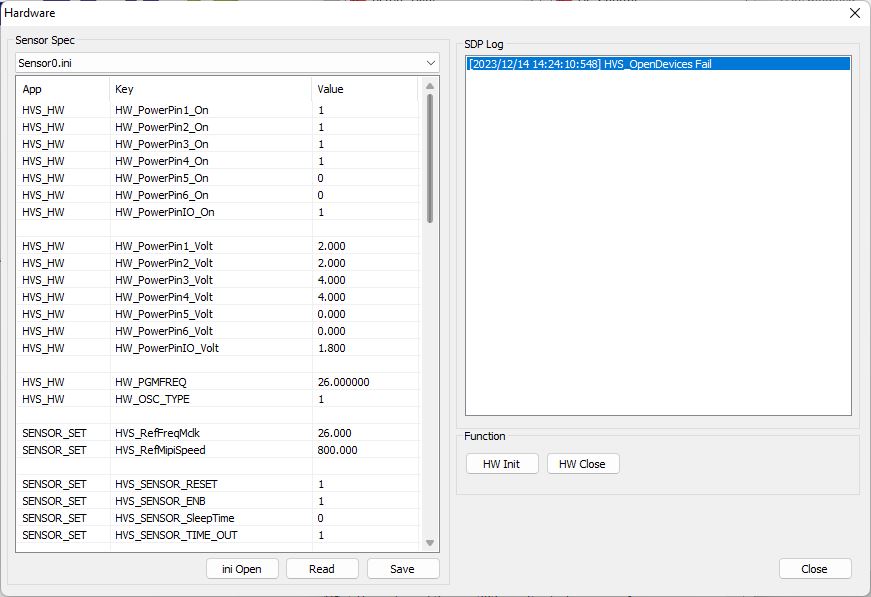 Hardware
Sensor Spec
Sensor0.ini
App Key Value
HVS_HW HW_PowerPin1_On 1
HVS_HW HW_PowerPin2_On 1
HVS_HW HW_PowerPin3_On 1
HVS_HW HW_PowerPin4_On 1
HVS_HW HW_PowerPin5_On 0
HVS_HW HW_PowerPin6_On 0
HVS_HW HW_PowerPinIO_On 1
HVS_HW HW_PowerPin1_Volt 2.000
HVS_HW HW_PowerPin2_Volt 2.000
HVS_HW HW_PowerPin3_Volt 4.000
HVS_HW HW_PowerPin4_Volt 4.000
HVS_HW HW_PowerPin5_Volt 0.000
HVS_HW HW_PowerPin6_Volt 0.000
HVS_HW HW_PowerPinIO_Volt 1.800
HVS_HW HW_PGMFREQ 26.000000
HVS_HW HW_OSC_TYPE 1
SENSOR_SET HVS_RefFreqMclk 26.000
SENSOR_SET HVS_RefMipiSpeed 800.000
SENSOR_SET HVS_SENSOR_RESET 1
SENSOR_SET HVS_SENSOR_ENB 1
SENSOR_SET HVS_SENSOR_SleepTime 0
SENSOR_SET HVS_SENSOR_TIME_OUT 1
ini Open Read Save
SDP Log
[2023/12/14 14:24:10:548] HVS_OpenDevices Fail
Function
HW Init HW Close
Close